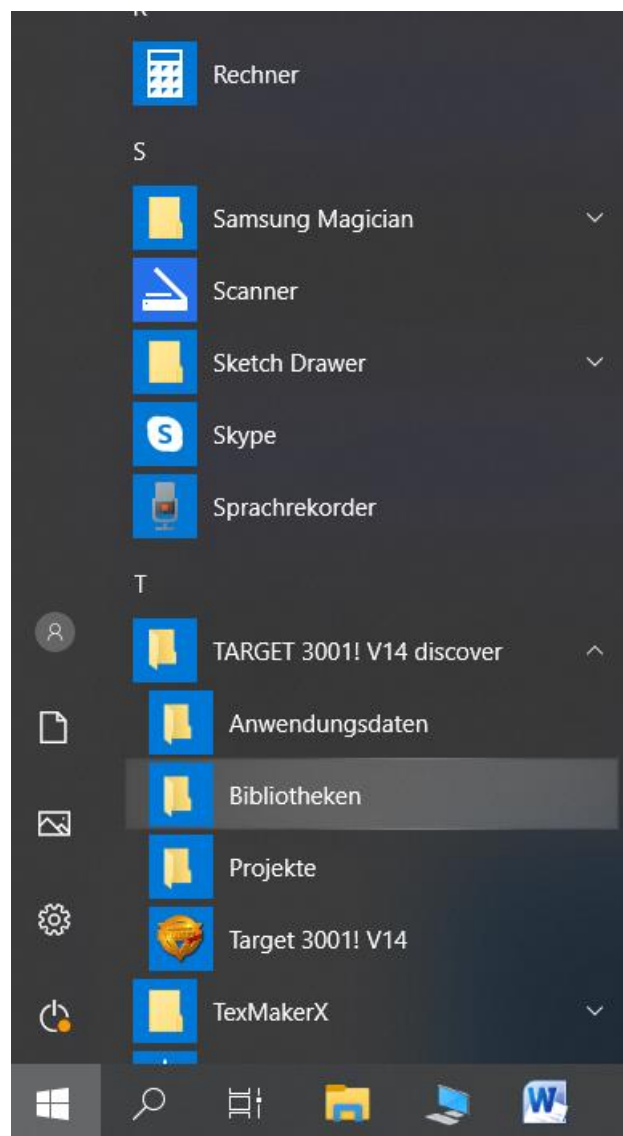 Rechner
S
Samsung Magician
Scanner
Sketch Drawer
Skype
Sprachrekorder
T
TARGET 3001! V14 discover
Anwendungsdaten
Bibliotheken
Projekte
Target 3001! V14
TexMakerX